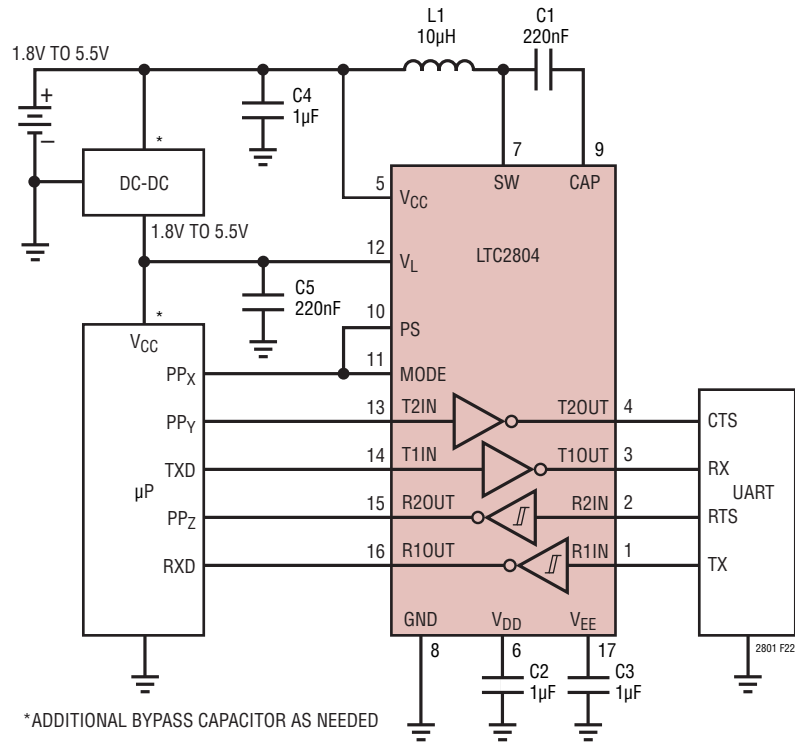 L1
10µH
C1
220nF
1.8V TO 5.5V
+
–
C4
1µF
*
DC-DC
7
9
SW
CAP
5
VCC
1.8V TO 5.5V
12
VL
LTC2804
C5
220nF
*
VCC
10
PS
11
MODE
PPX
PPY
13
T2IN
T2OUT
4
CTS
TXD
14
T1IN
T1OUT
3
RX
µP
UART
PPZ
15
R2OUT
R2IN
2
RTS
RXD
16
R1OUT
R1IN
1
TX
GND
VDD
VEE
8
6
17
2801 F22
C2
1µF
C3
1µF
*ADDITIONAL BYPASS CAPACITOR AS NEEDED